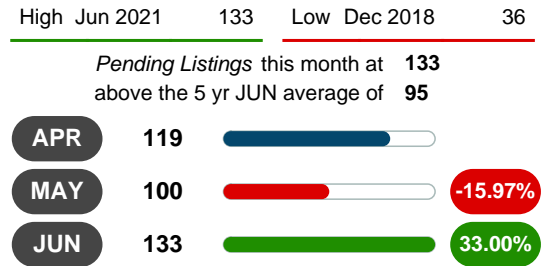 High Jun 2021 133 Low Dec 2018 36
Pending Listings this month at 133
above the 5 yr JUN average of 95
APR 119
MAY 100 -15.97%
JUN 133 33.00%